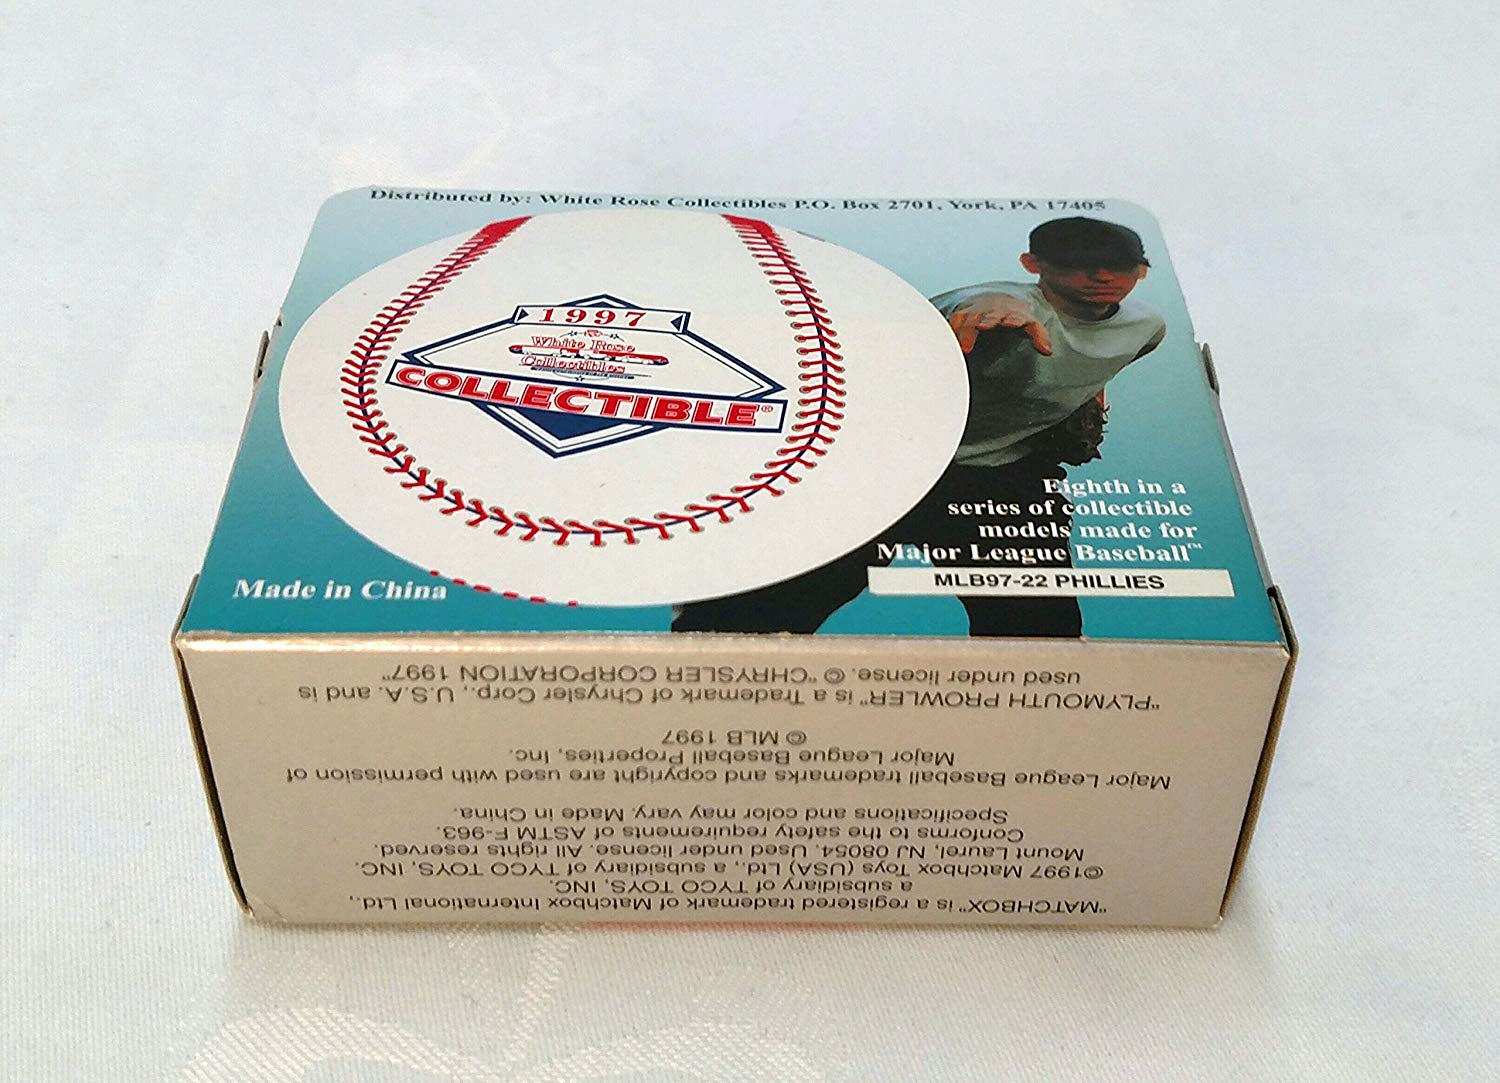 Distributed by: White Rose Collectibles P.O. Box 2701, York, PA 17405
1997
White Rose
Collectibles
COLLECTIBLE®
Eighth in a
series of collectible
models made for
Major League Baseball™
MLB97-22 PHILLIES
Made in China
"MATCHBOX" is a registered trademark of Matchbox International Ltd.,
a subsidiary of TYCO TOYS, INC.
©1997 Matchbox Toys (USA) Ltd., a subsidiary of TYCO TOYS, INC.
Mount Laurel, NJ 08054. Used under license. All rights reserved.
Conforms to the safety requirements of ASTM F-963.
Specifications and color may vary. Made in China.
Major League Baseball trademarks and copyright are used with permission of
Major League Baseball Properties, Inc.
© MLB 1997
"PLYMOUTH PROWLER" is a Trademark of Chrysler Corp., U.S.A. and is
used under license. © "CHRYSLER CORPORATION 1997"